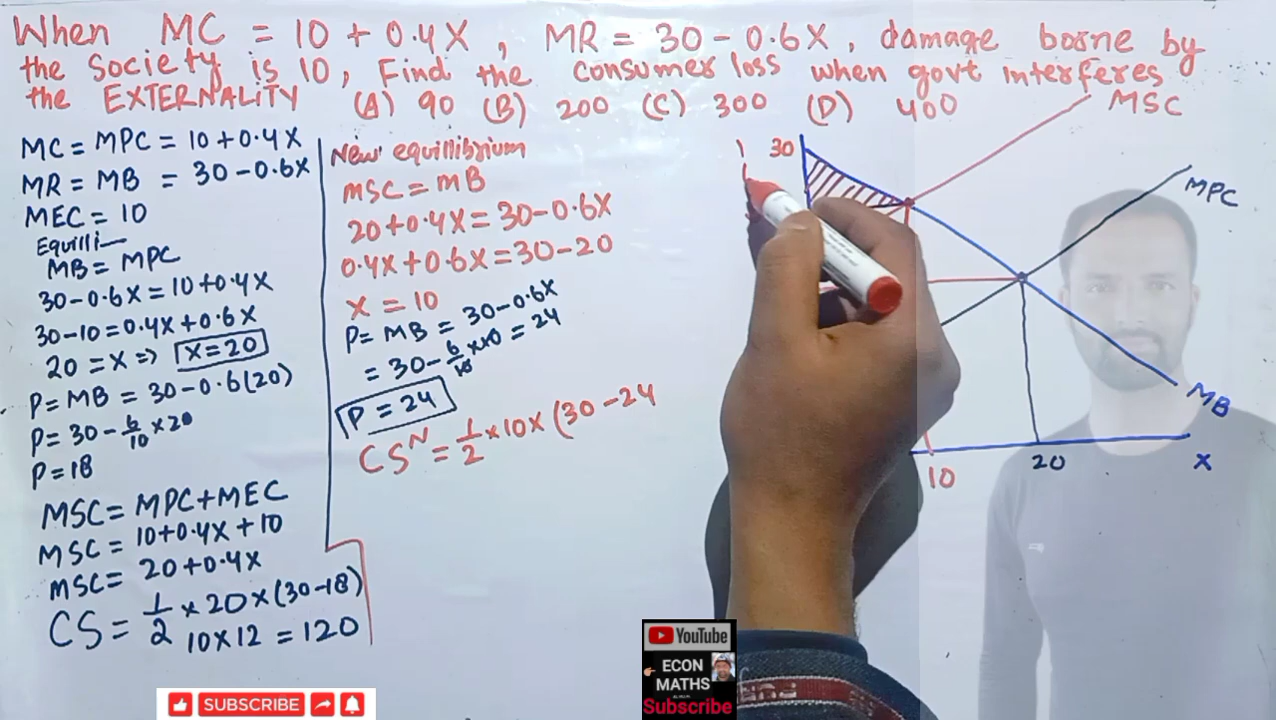 When MC = 10 + 0.4X , MR = 30 - 0.6X , damage borne by
the Society is 10, Find the consumer loss when govt interferes
the EXTERNALITY (A) 90 (B) 200 (C) 300 (D) 400
MC = MPC = 10 + 0.4X
MR = MB = 30 - 0.6X
MEC = 10
Equilli
MB = MPC
30 - 0.6X = 10 + 0.4X
30 - 10 = 0.4X + 0.6X
20 = X => X = 20
P = MB = 30 - 0.6(20)
P = 30 - 6/10 × 20
P = 18
MSC = MPC + MEC
MSC = 10 + 0.4X + 10
MSC = 20 + 0.4X
CS = 1/2 × 20 × (30 - 18)
10 × 12 = 120
New equillibrium
MSC = MB
20 + 0.4X = 30 - 0.6X
0.4X + 0.6X = 30 - 20
X = 10
P = MB = 30 - 0.6X
= 30 - 6/10 × 10 = 24
P = 24
CS^N = 1/2 × 10 × (30 - 24
30
MSC
MPC
MB
10
20
X
YouTube
ECON
MATHS
Subscribe
SUBSCRIBE